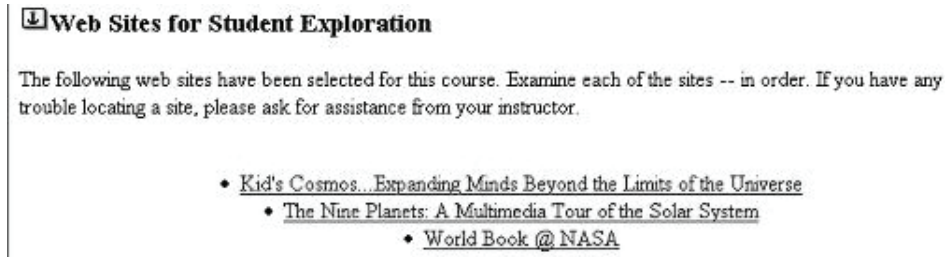 Web Sites for Student Exploration
The following web sites have been selected for this course. Examine each of the sites -- in order. If you have any
trouble locating a site, please ask for assistance from your instructor.
• Kid's Cosmos...Expanding Minds Beyond the Limits of the Universe
• The Nine Planets: A Multimedia Tour of the Solar System
• World Book @ NASA